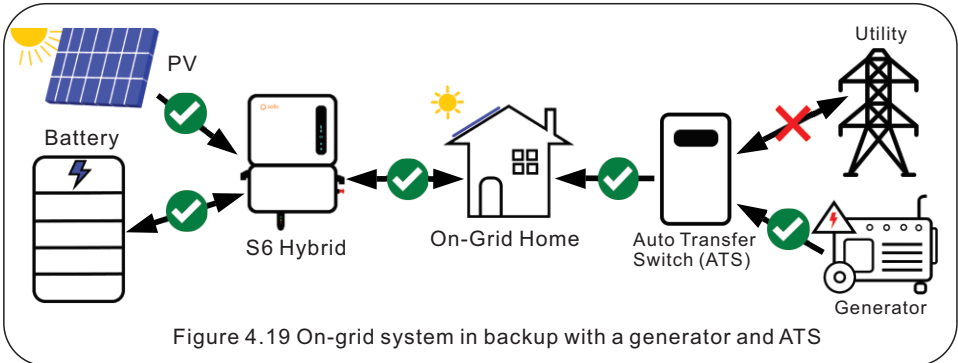 Utility
PV
Battery
S6 Hybrid
On-Grid Home
Auto Transfer
Switch (ATS)
Generator
Figure 4.19 On-grid system in backup with a generator and ATS